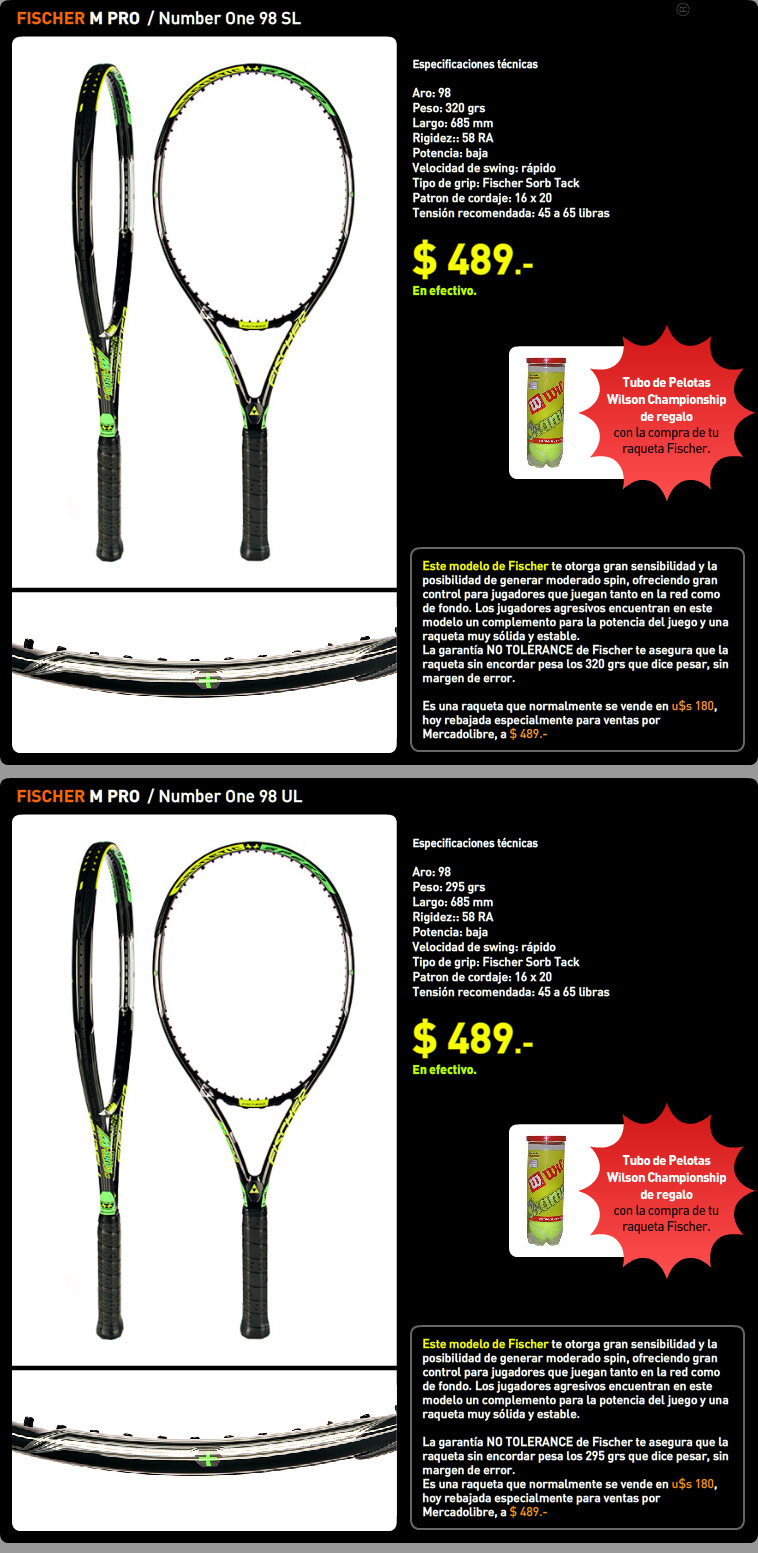 FISCHER M PRO / Number One 98 SL
Especificaciones técnicas
Aro: 98
Peso: 320 grs
Largo: 685 mm
Rigidez:: 58 RA
Potencia: baja
Velocidad de swing: rápido
Tipo de grip: Fischer Sorb Tack
Patron de cordaje: 16 x 20
Tensión recomendada: 45 a 65 libras
$ 489.-
En efectivo.
Tubo de Pelotas
Wilson Championship
de regalo
con la compra de tu
raqueta Fischer.
FISCHER
Este modelo de Fischer te otorga gran sensibilidad y la
posibilidad de generar moderado spin, ofreciendo gran
control para jugadores que juegan tanto en la red como
de fondo. Los jugadores agresivos encuentran en este
modelo un complemento para la potencia del juego y una
raqueta muy sólida y estable.
La garantía NO TOLERANCE de Fischer te asegura que la
raqueta sin encordar pesa los 320 grs que dice pesar, sin
margen de error.
Es una raqueta que normalmente se vende en u$s 180,
hoy rebajada especialmente para ventas por
Mercadolibre, a $ 489.-
FISCHER M PRO / Number One 98 UL
Especificaciones técnicas
Aro: 98
Peso: 295 grs
Largo: 685 mm
Rigidez:: 58 RA
Potencia: baja
Velocidad de swing: rápido
Tipo de grip: Fischer Sorb Tack
Patron de cordaje: 16 x 20
Tensión recomendada: 45 a 65 libras
$ 489.-
En efectivo.
Tubo de Pelotas
Wilson Championship
de regalo
con la compra de tu
raqueta Fischer.
FISCHER
Este modelo de Fischer te otorga gran sensibilidad y la
posibilidad de generar moderado spin, ofreciendo gran
control para jugadores que juegan tanto en la red como
de fondo. Los jugadores agresivos encuentran en este
modelo un complemento para la potencia del juego y una
raqueta muy sólida y estable.
La garantía NO TOLERANCE de Fischer te asegura que la
raqueta sin encordar pesa los 295 grs que dice pesar, sin
margen de error.
Es una raqueta que normalmente se vende en u$s 180,
hoy rebajada especialmente para ventas por
Mercadolibre, a $ 489.-